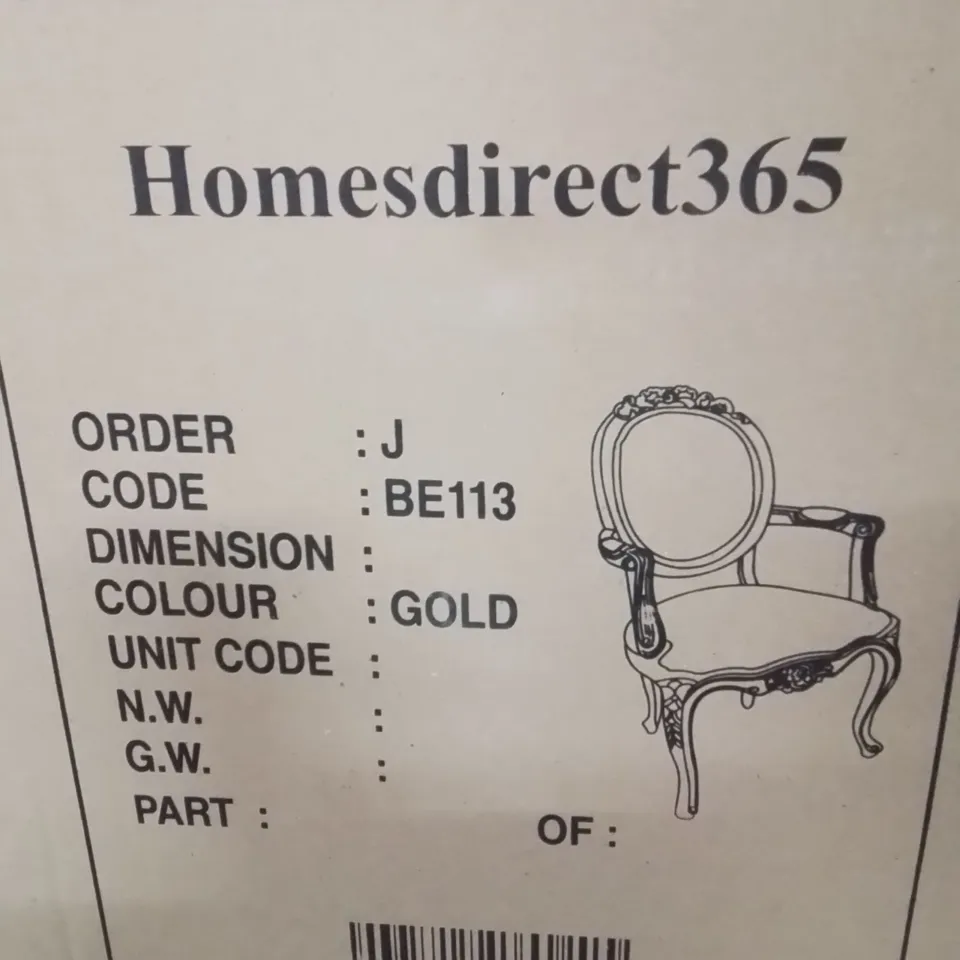 Homesdirect365
ORDER : J
CODE : BE113
DIMENSION :
COLOUR : GOLD
UNIT CODE :
N.W. :
G.W. :
PART : OF :